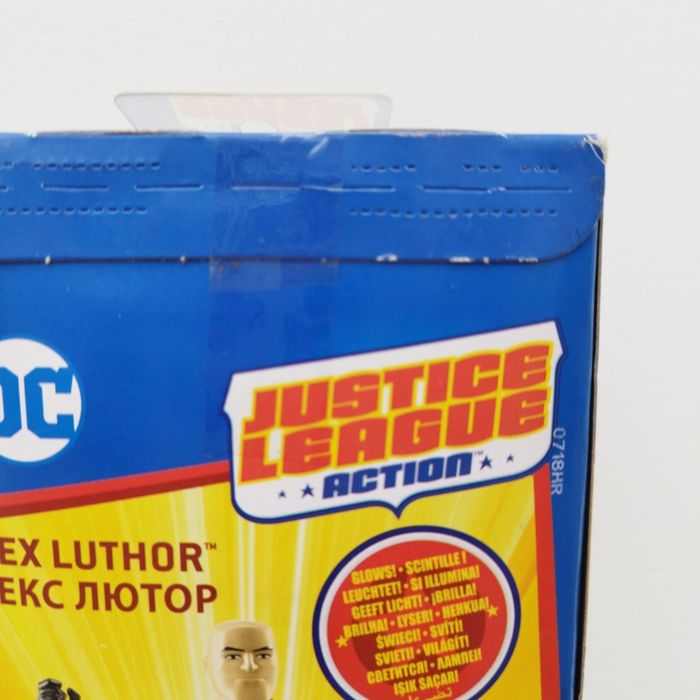 DC
JUSTICE
LEAGUE
ACTION™
0718HR
EX LUTHOR™
ЕКС ЛЮТОР
GLOWS! • SCINTILLE !
LEUCHTET! • SI ILLUMINA!
GEEFT LICHT! • ¡BRILLA!
BRILHA! • LYSER! • HEHKUA!
ŚWIECI! • SVÍTÍ!
SVIETI! • VILÁGÍT!
СВЕТИТСЯ! • ΛΑΜΠΕΙ!
IŞIK SAÇAR!